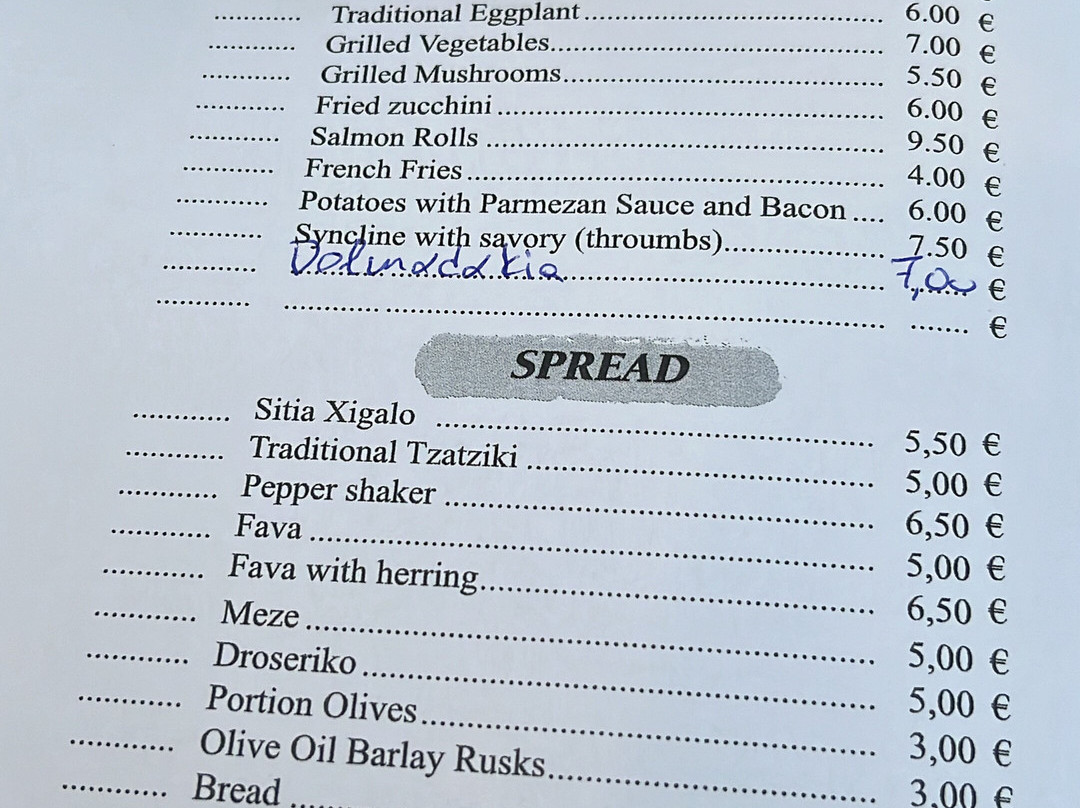 ............ Traditional Eggplant ........................................ 6.00 €
............ Grilled Vegetables............................................ 7.00 €
............ Grilled Mushrooms.......................................... 5.50 €
............ Fried zucchini .................................................. 6.00 €
............ Salmon Rolls .................................................... 9.50 €
............ French Fries ...................................................... 4.00 €
............ Potatoes with Parmezan Sauce and Bacon .... 6.00 €
............ Syncline with savory (throumbs)..................... 7.50 €
............ Dolmadakia ..................................................... 7,00 €
............ ............................................................................ ....... €
SPREAD
............ Sitia Xigalo ...................................................... 5,50 €
............ Traditional Tzatziki .......................................... 5,00 €
............ Pepper shaker .................................................. 6,50 €
............ Fava ................................................................. 5,00 €
............ Fava with herring.............................................. 6,50 €
............ Meze ................................................................ 5,00 €
............ Droseriko ......................................................... 5,00 €
............ Portion Olives................................................... 3,00 €
............ Olive Oil Barlay Rusks..................................... 3,00 €
............ Bread ..........